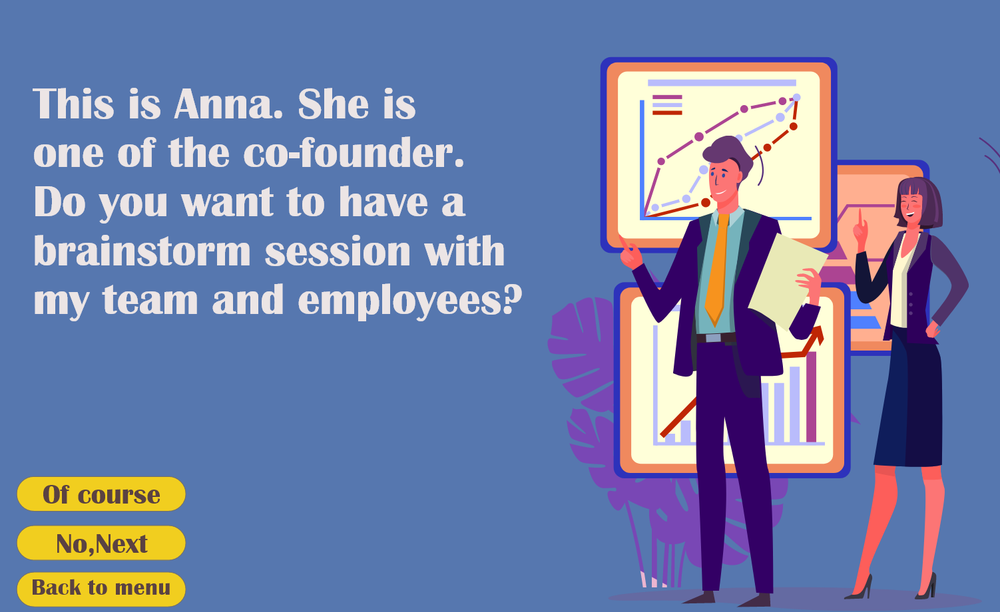 This is Anna. She is
one of the co-founder.
Do you want to have a
brainstorm session with
my team and employees?
Of course
No,Next
Back to menu